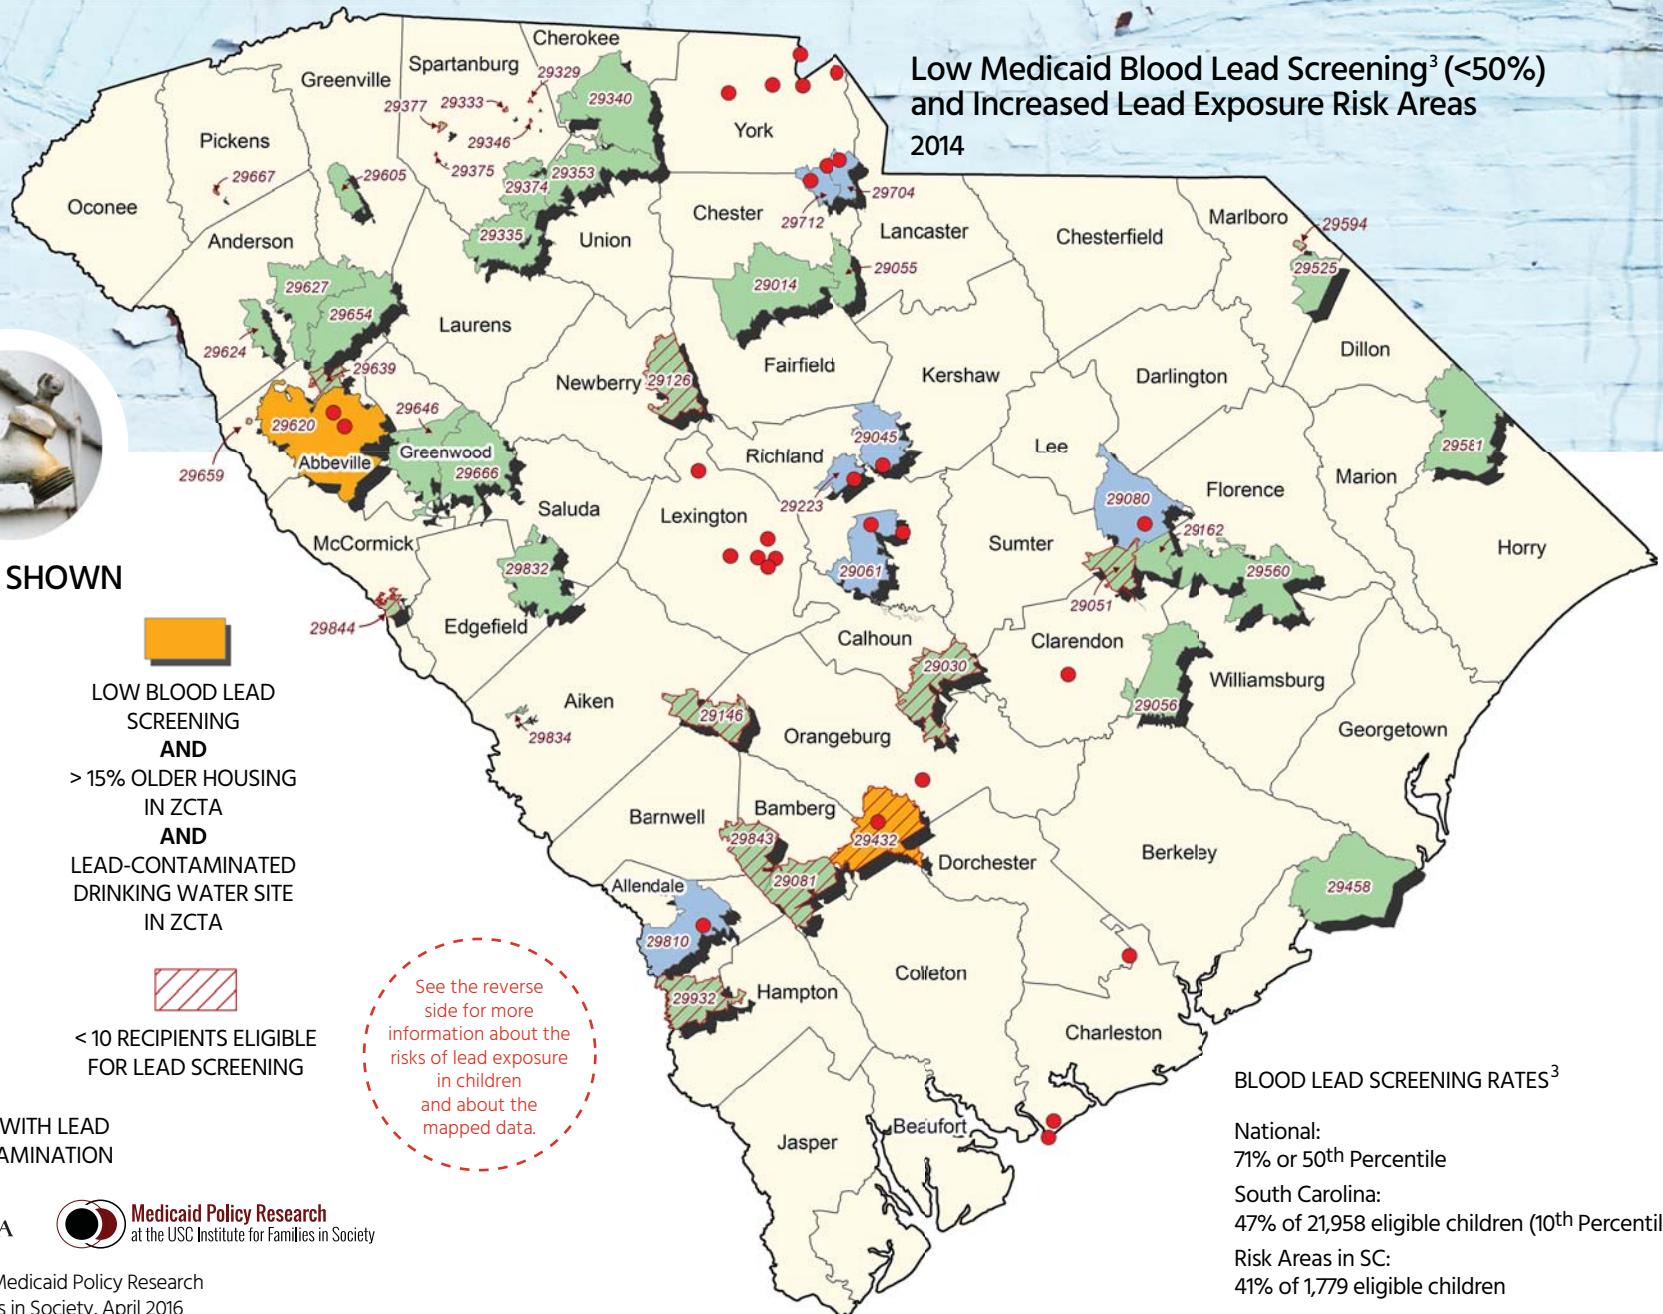 Low Medicaid Blood Lead Screening³ (<50%)
and Increased Lead Exposure Risk Areas
2014
Cherokee
Spartanburg
Greenville
29329
29377
29333
29340
29346
York
Pickens
29375
29353
29374
29667
29605
29704
Oconee
Chester
29712
Marlboro
29594
Anderson
29335
Union
Lancaster
Chesterfield
29055
29525
29627
29014
29654
Laurens
29624
Dillon
Fairfield
29639
Newberry
29126
Kershaw
Darlington
29646
29620
29045
29581
Greenwood
Abbeville
Richland
Lee
29659
29666
Marion
29080
Florence
29223
Saluda
Lexington
29162
McCormick
Sumter
Horry
29832
29061
29560
29051
29844
Edgefield
Calhoun
Clarendon
29030
Williamsburg
Aiken
29056
29146
29834
Orangeburg
Georgetown
Barnwell
Bamberg
29843
29432
Berkeley
Dorchester
29081
Allendale
29458
29810
Colleton
Hampton
29932
Charleston
Beaufort
Jasper
SHOWN
LOW BLOOD LEAD
SCREENING
AND
> 15% OLDER HOUSING
IN ZCTA
AND
LEAD-CONTAMINATED
DRINKING WATER SITE
IN ZCTA
< 10 RECIPIENTS ELIGIBLE
FOR LEAD SCREENING
WITH LEAD
AMINATION
See the reverse
side for more
information about the
risks of lead exposure
in children
and about the
mapped data.
A
Medicaid Policy Research
at the USC Institute for Families in Society
Medicaid Policy Research
s in Society, April 2016
BLOOD LEAD SCREENING RATES³
National:
71% or 50th Percentile
South Carolina:
47% of 21,958 eligible children (10th Percentil
Risk Areas in SC:
41% of 1,779 eligible children